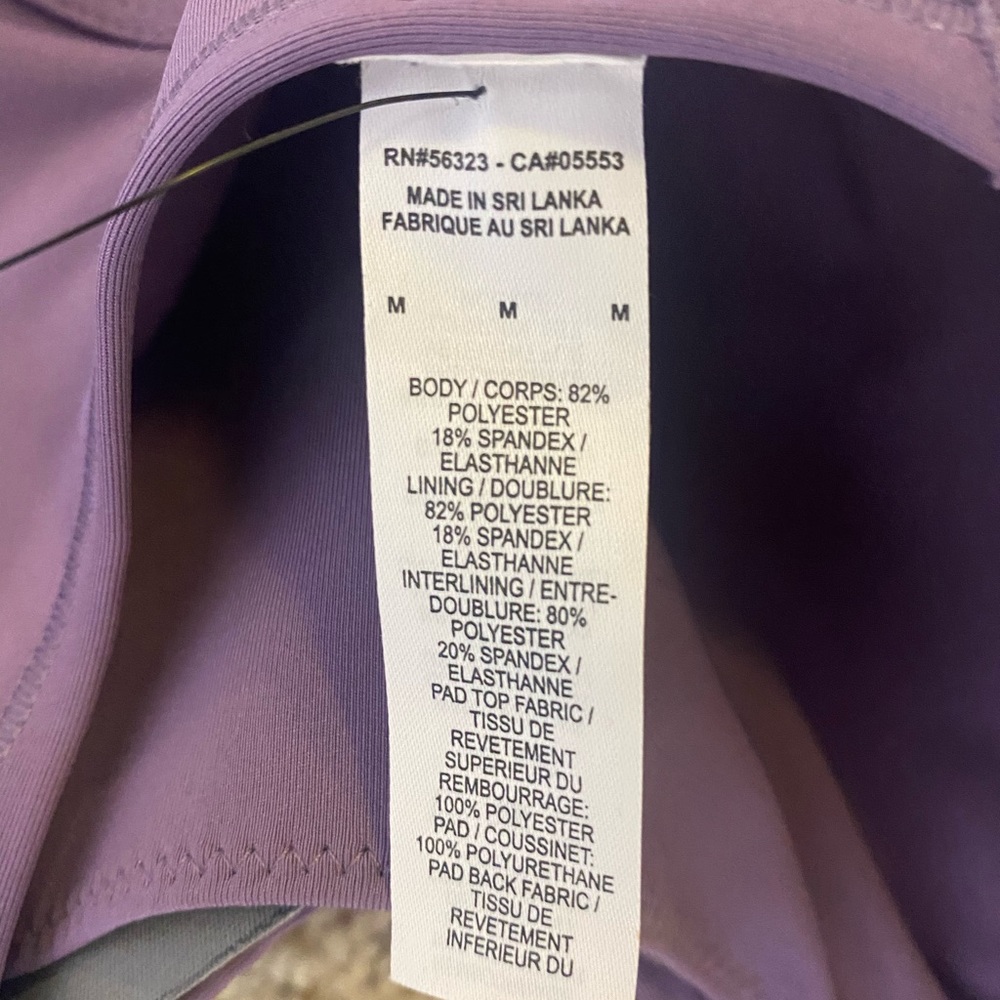 RN#56323 - CA#05553
MADE IN SRI LANKA
FABRIQUE AU SRI LANKA
M M M
BODY / CORPS: 82%
POLYESTER
18% SPANDEX /
ELASTHANNE
LINING / DOUBLURE:
82% POLYESTER
18% SPANDEX /
ELASTHANNE
INTERLINING / ENTRE-
DOUBLURE: 80%
POLYESTER
20% SPANDEX /
ELASTHANNE
PAD TOP FABRIC /
TISSU DE
REVETEMENT
SUPERIEUR DU
REMBOURRAGE:
100% POLYESTER
PAD / COUSSINET:
100% POLYURETHANE
PAD BACK FABRIC /
TISSU DE
REVETEMENT
INFERIEUR DU